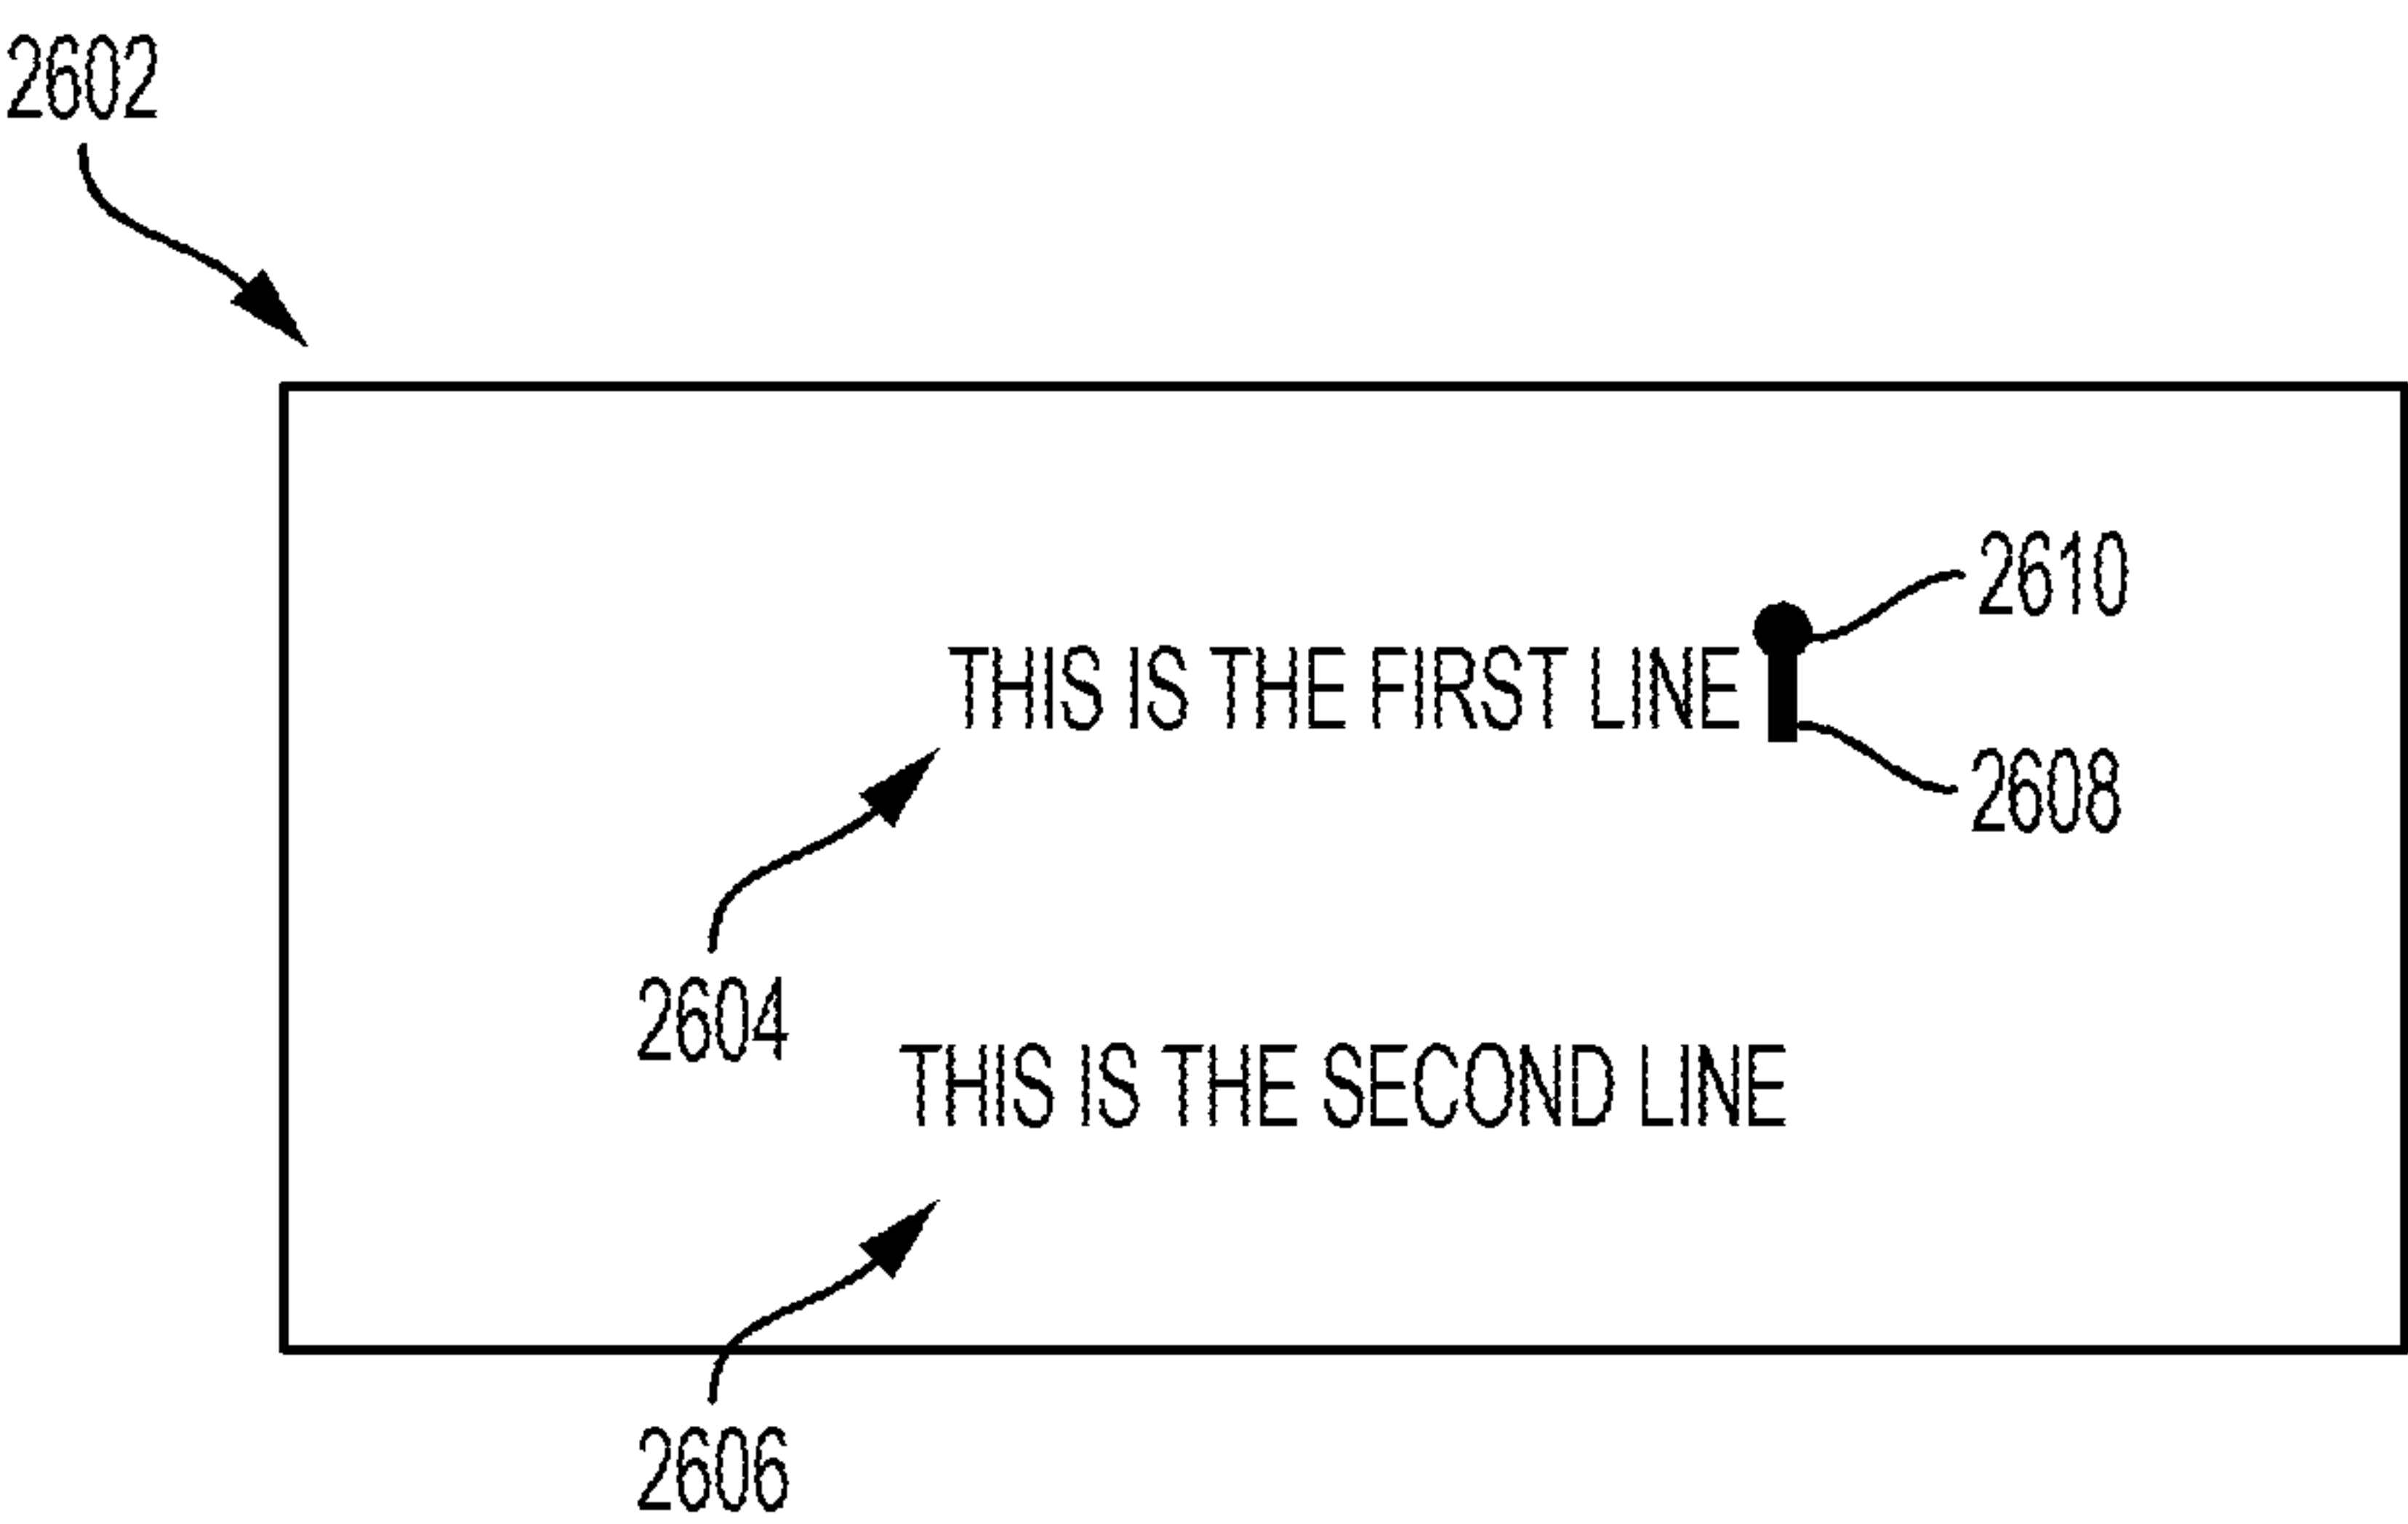 2602
2610
THIS IS THE FIRST LINE
2608
2604
THIS IS THE SECOND LINE
2606